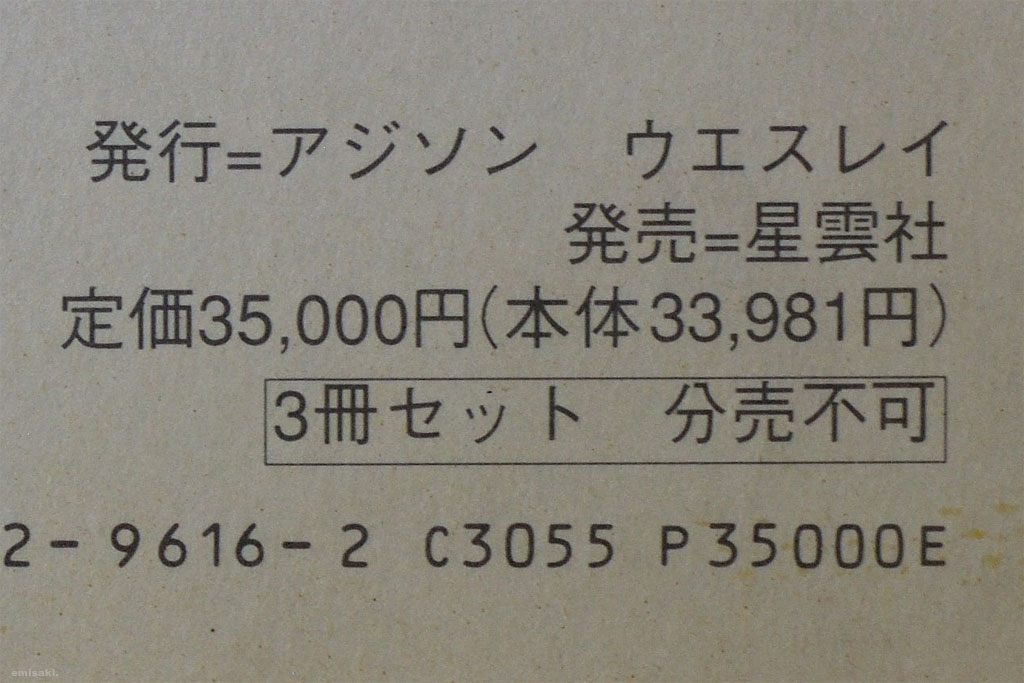 発行=アジソン　ウエスレイ
発売=星雲社
定価35,000円(本体33,981円)
3冊セット　分売不可
2-9616-2 C3055 P35000E
emisaki.